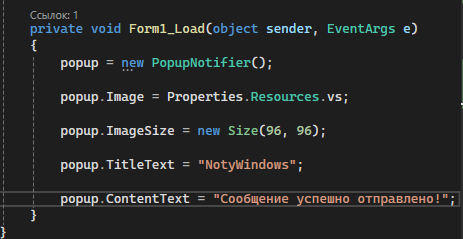 Ссылок: 1
private void Form1_Load(object sender, EventArgs e)
{
popup = new PopupNotifier();
popup.Image = Properties.Resources.vs;
popup.ImageSize = new Size(96, 96);
popup.TitleText = "NotyWindows";
popup.ContentText = "Сообщение успешно отправлено!";
}
}